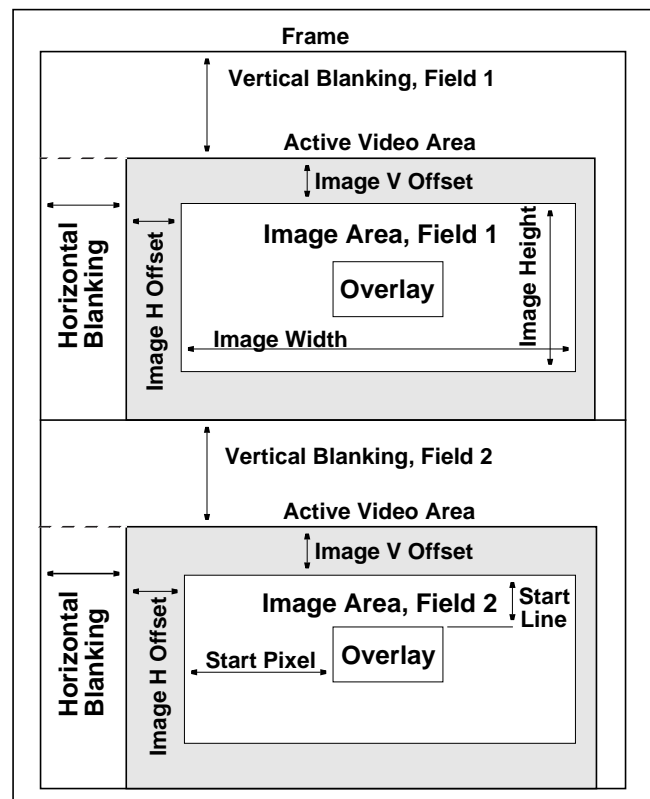 Frame
Vertical Blanking, Field 1
Active Video Area
Image V Offset
Horizontal
Blanking
Image H Offset
Image Area, Field 1
Image Height
Overlay
Image Width
Vertical Blanking, Field 2
Active Video Area
Image V Offset
Horizontal
Blanking
Image H Offset
Image Area, Field 2
Start
Line
Start Pixel
Overlay